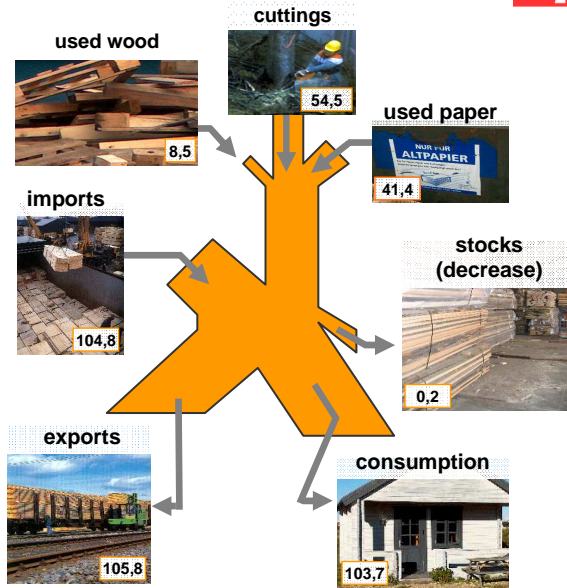 cuttings
used wood
54,5
used paper
8,5
NUR FÜR
ALTPAPIER
41,4
imports
stocks
(decrease)
104,8
0,2
exports
consumption
105,8
103,7